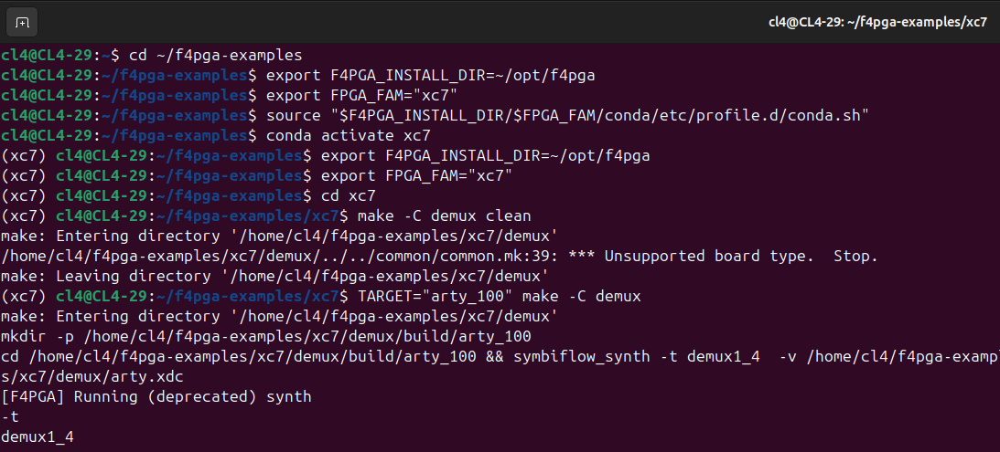 cl4@CL4-29: ~/f4pga-examples/xc7
cl4@CL4-29:~$ cd ~/f4pga-examples
cl4@CL4-29:~/f4pga-examples$ export F4PGA_INSTALL_DIR=~/opt/f4pga
cl4@CL4-29:~/f4pga-examples$ export FPGA_FAM="xc7"
cl4@CL4-29:~/f4pga-examples$ source "$F4PGA_INSTALL_DIR/$FPGA_FAM/conda/etc/profile.d/conda.sh"
cl4@CL4-29:~/f4pga-examples$ conda activate xc7
(xc7) cl4@CL4-29:~/f4pga-examples$ export F4PGA_INSTALL_DIR=~/opt/f4pga
(xc7) cl4@CL4-29:~/f4pga-examples$ export FPGA_FAM="xc7"
(xc7) cl4@CL4-29:~/f4pga-examples$ cd xc7
(xc7) cl4@CL4-29:~/f4pga-examples/xc7$ make -C demux clean
make: Entering directory '/home/cl4/f4pga-examples/xc7/demux'
/home/cl4/f4pga-examples/xc7/demux/../../common/common.mk:39: *** Unsupported board type.  Stop.
make: Leaving directory '/home/cl4/f4pga-examples/xc7/demux'
(xc7) cl4@CL4-29:~/f4pga-examples/xc7$ TARGET="arty_100" make -C demux
make: Entering directory '/home/cl4/f4pga-examples/xc7/demux'
mkdir -p /home/cl4/f4pga-examples/xc7/demux/build/arty_100
cd /home/cl4/f4pga-examples/xc7/demux/build/arty_100 && symbiflow_synth -t demux1_4  -v /home/cl4/f4pga-exampl
s/xc7/demux/arty.xdc
[F4PGA] Running (deprecated) synth
-t
demux1_4